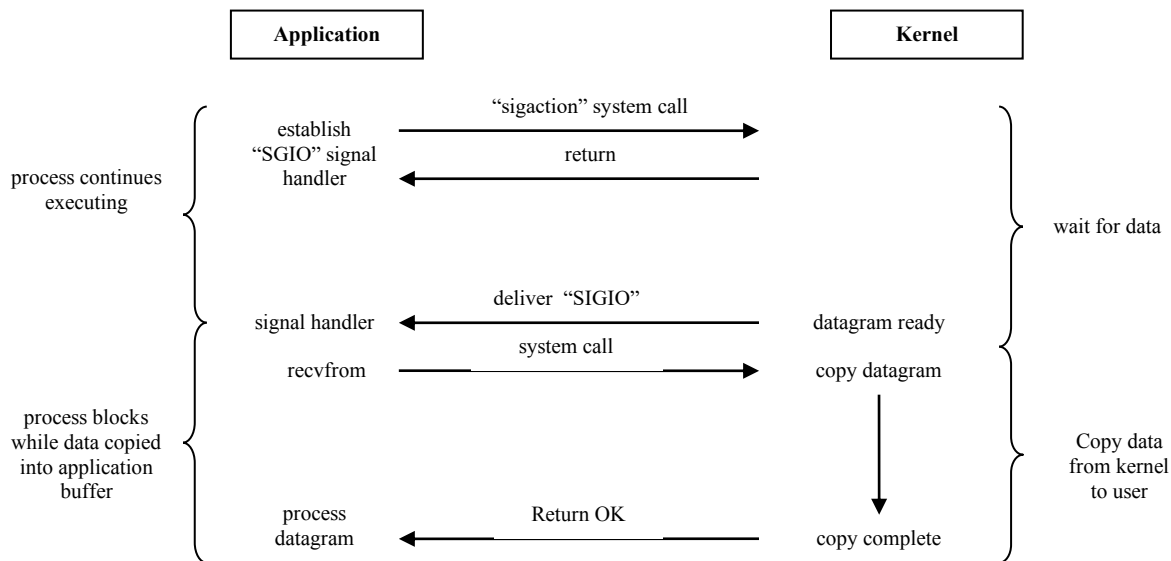 Application
Kernel
“sigaction” system call
establish
“SGIO” signal
handler
return
process continues
executing
wait for data
deliver “SIGIO”
signal handler
datagram ready
system call
recvfrom
copy datagram
process blocks
while data copied
into application
buffer
Copy data
from kernel
to user
process
datagram
Return OK
copy complete